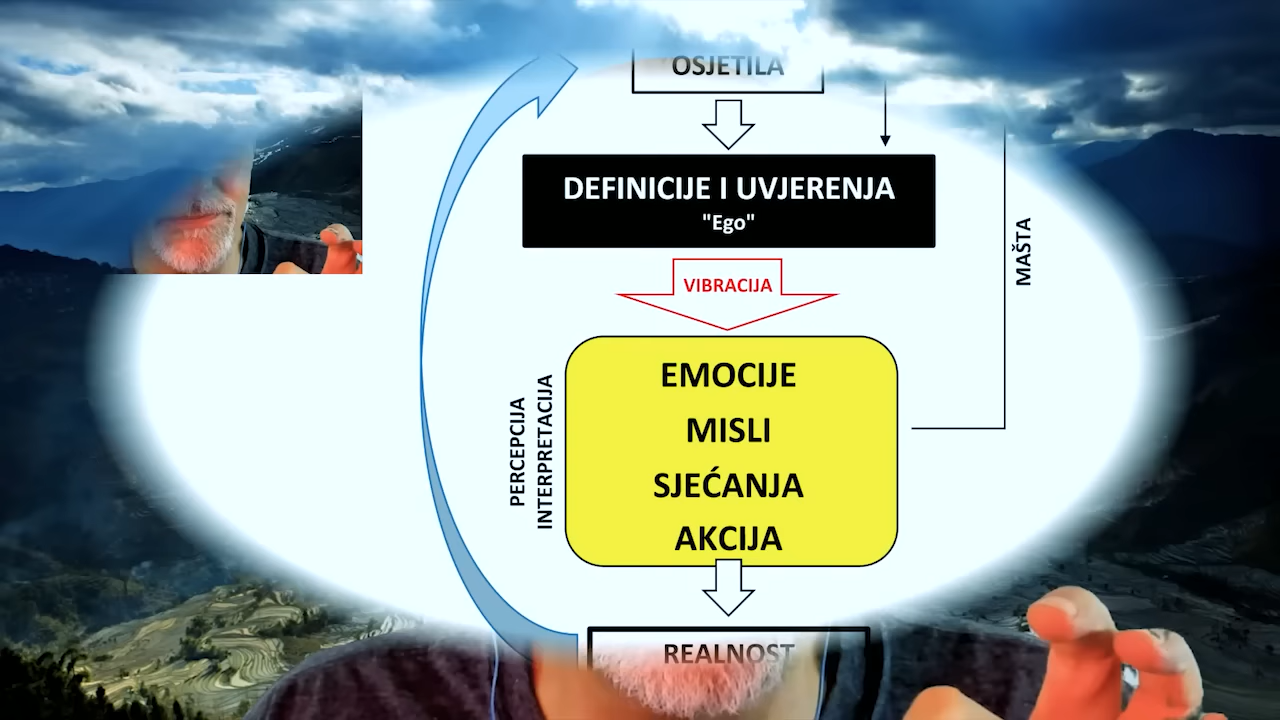 OSJETILA
DEFINICIJE I UVJERENJA
"Ego"
VIBRACIJA
MAŠTA
EMOCIJE
MISLI
SJEĆANJA
AKCIJA
PERCEPCIJA
INTERPRETACIJA
REALNOST